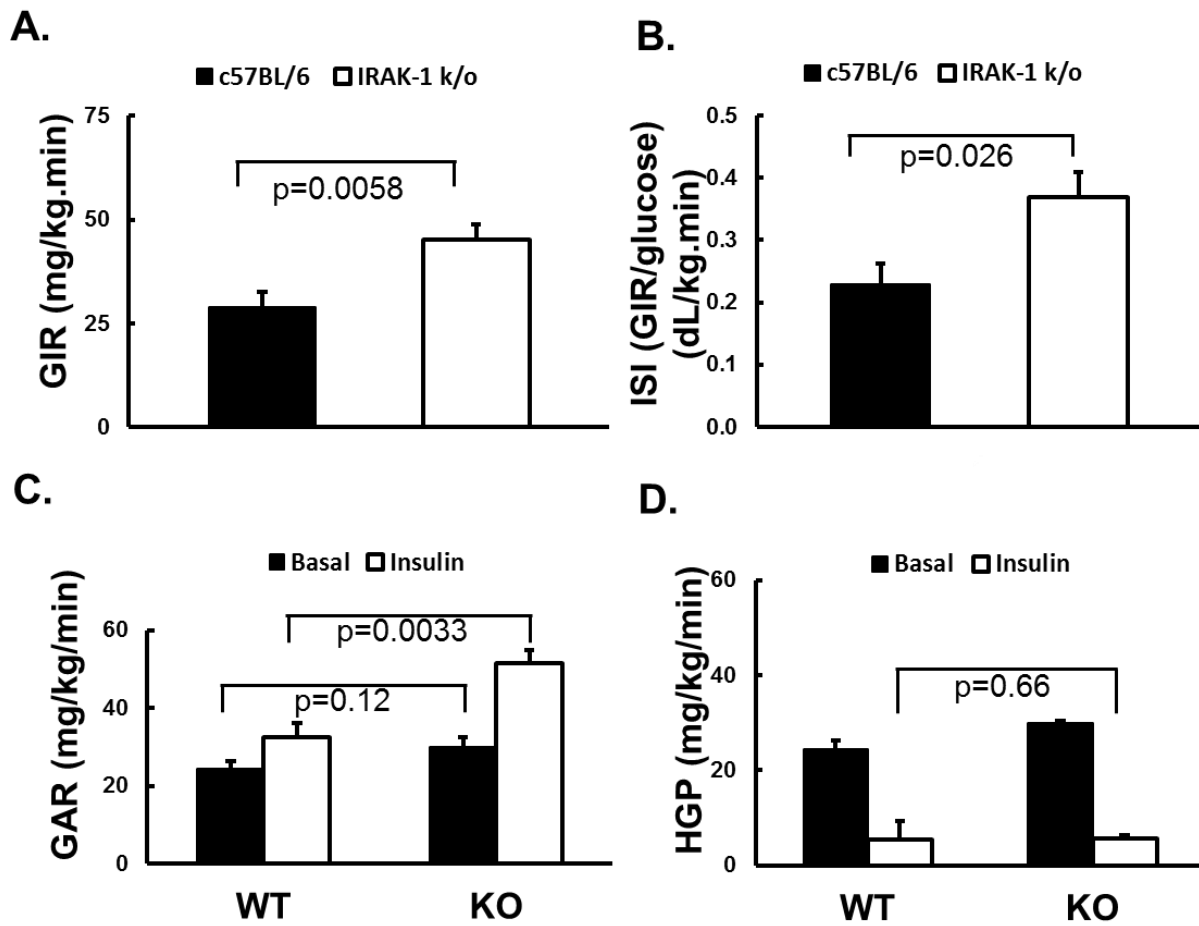 A.
c57BL/6 IRAK-1 k/o
GIR (mg/kg.min)
75
50
25
0
p=0.0058
B.
c57BL/6 IRAK-1 k/o
ISI (GIR/glucose)
(dL/kg.min)
0.5
0.4
0.3
0.2
0.1
0.0
p=0.026
C.
Basal Insulin
GAR (mg/kg/min)
60
40
20
0
p=0.0033
p=0.12
WT KO
D.
Basal Insulin
HGP (mg/kg/min)
60
40
20
0
p=0.66
WT KO